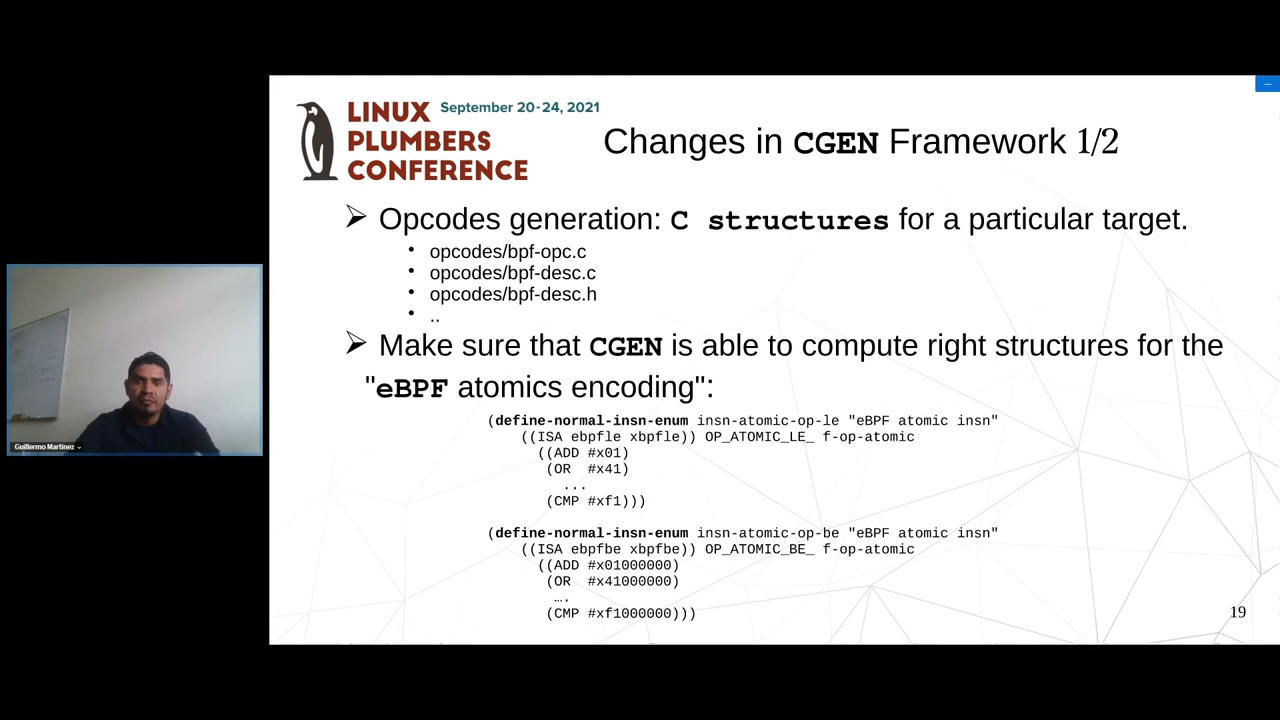 LINUX
PLUMBERS
CONFERENCE
September 20-24, 2021
Changes in CGEN Framework 1/2
Opcodes generation: C structures for a particular target.
opcodes/bpf-opc.c
opcodes/bpf-desc.c
opcodes/bpf-desc.h
..
Make sure that CGEN is able to compute right structures for the
"eBPF atomics encoding":
(define-normal-insn-enum insn-atomic-op-le "eBPF atomic insn"
((ISA ebpfle xbpfle)) OP_ATOMIC_LE_ f-op-atomic
((ADD #x01)
(OR #x41)
...
(CMP #xf1)))
(define-normal-insn-enum insn-atomic-op-be "eBPF atomic insn"
((ISA ebpfbe xbpfbe)) OP_ATOMIC_BE_ f-op-atomic
((ADD #x01000000)
(OR #x41000000)
….
(CMP #xf1000000)))
19
Guillermo Martinez